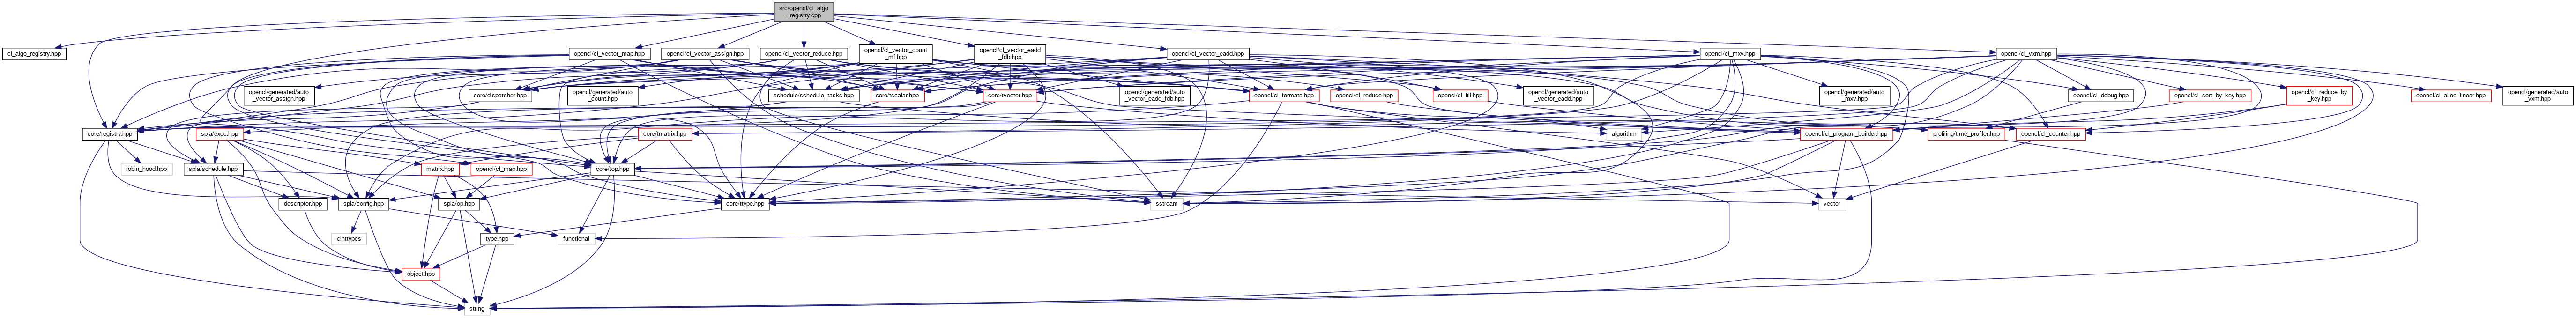 src/opencl/cl_algo
_registry.cpp
cl_algo_registry.hpp
opencl/cl_vector_map.hpp
opencl/cl_vector_assign.hpp
opencl/cl_vector_reduce.hpp
opencl/cl_vector_count
_mf.hpp
opencl/cl_vector_eadd
_fdb.hpp
opencl/cl_vector_eadd.hpp
opencl/cl_mxv.hpp
opencl/cl_vxm.hpp
opencl/generated/auto
_vector_assign.hpp
core/dispatcher.hpp
opencl/generated/auto
_count.hpp
schedule/schedule_tasks.hpp
core/tscalar.hpp
core/tvector.hpp
opencl/generated/auto
_vector_eadd_fdb.hpp
opencl/cl_formats.hpp
opencl/cl_reduce.hpp
opencl/cl_fill.hpp
opencl/generated/auto
_vector_eadd.hpp
opencl/generated/auto
_mxv.hpp
opencl/cl_debug.hpp
opencl/cl_sort_by_key.hpp
opencl/cl_reduce_by
_key.hpp
opencl/cl_alloc_linear.hpp
opencl/generated/auto
_vxm.hpp
core/registry.hpp
spla/exec.hpp
core/tmatrix.hpp
algorithm
opencl/cl_program_builder.hpp
profiling/time_profiler.hpp
opencl/cl_counter.hpp
robin_hood.hpp
spla/schedule.hpp
matrix.hpp
opencl/cl_map.hpp
core/top.hpp
descriptor.hpp
spla/config.hpp
spla/op.hpp
core/ttype.hpp
sstream
vector
cinttypes
type.hpp
functional
object.hpp
string